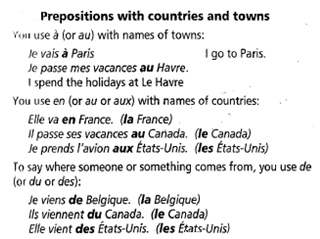 Prepositions with countries and towns
You use à (or au) with names of towns:
Je vais à Paris I go to Paris.
Je passe mes vacances au Havre.
I spend the holidays at Le Havre
You use en (or au or aux) with names of countries:
Elle va en France. (la France)
Il passe ses vacances au Canada. (le Canada)
Je prends l'avion aux États-Unis. (les États-Unis)
To say where someone or something comes from, you use de
(or du or des):
Je viens de Belgique. (la Belgique)
Ils viennent du Canada. (le Canada)
Elle vient des États-Unis. (les États-Unis)